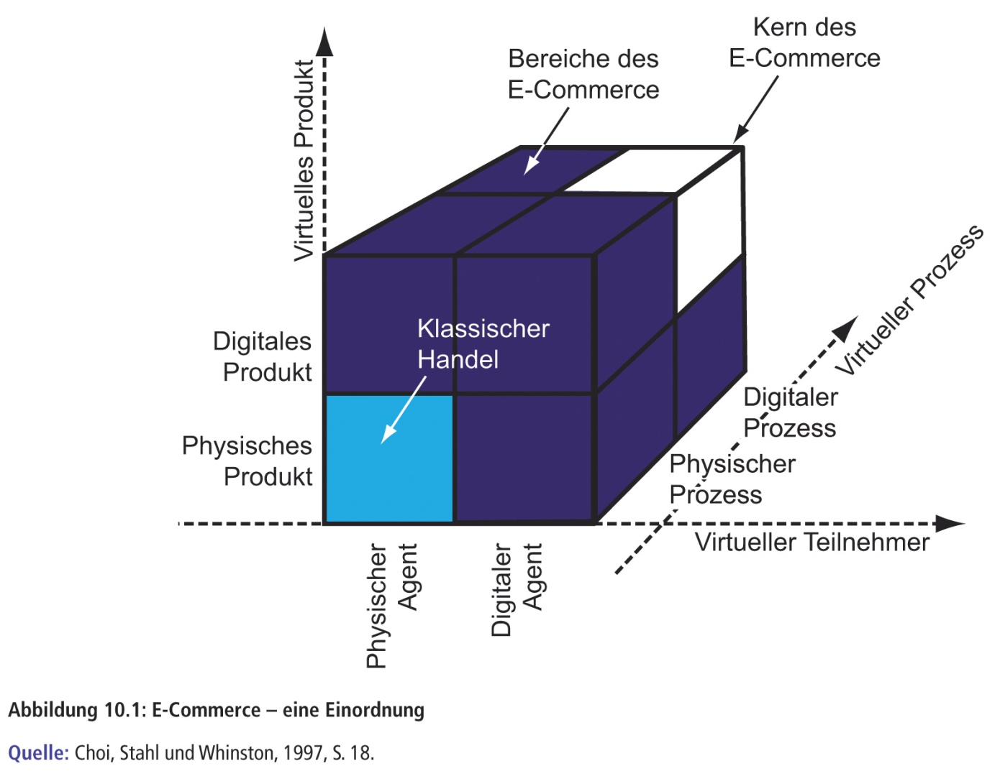 Kern des
E-Commerce
Bereiche des
E-Commerce
Virtuelles Produkt
Virtueller Prozess
Klassischer
Handel
Digitales
Produkt
Digitaler
Prozess
Physisches
Produkt
Physischer
Prozess
Virtueller Teilnehmer
Physischer
Agent
Digitaler
Agent
Abbildung 10.1: E-Commerce – eine Einordnung
Quelle: Choi, Stahl und Whinston, 1997, S. 18.